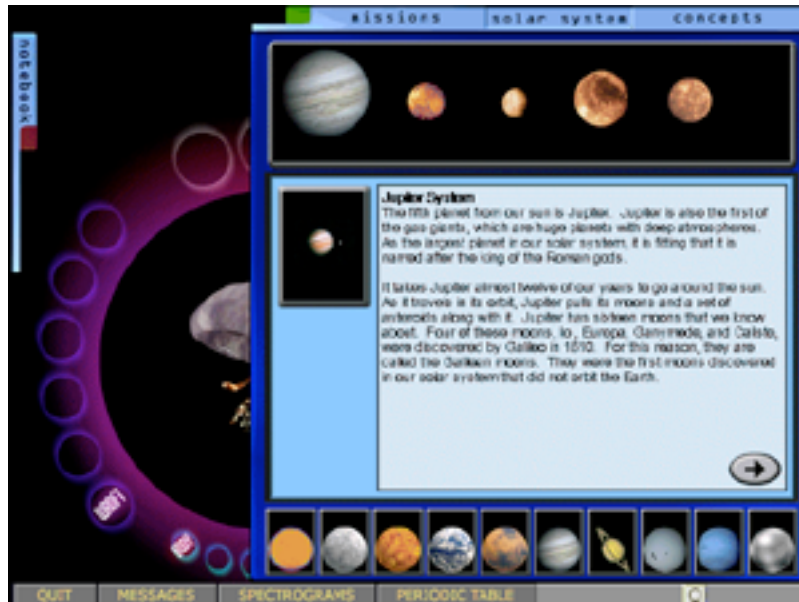 missions solar system concepts
notebook
Jupiter System
The fifth planet from our sun is Jupiter. Jupiter is also the first of
the gas giants, which are huge planets with deep atmospheres.
As the largest planet in our solar system, it is fitting that it is
named after the king of the Roman gods.
It takes Jupiter almost twelve of our years to go around the sun.
As it travels in its orbit, Jupiter pulls its moons and a set of
asteroids along with it. Jupiter has sixteen moons that we know
about. Four of these moons, Io, Europa, Ganymede, and Calisto,
were discovered by Galileo in 1610. For this reason, they are
called the Galilean moons. They were the first moons discovered
in our solar system that did not orbit the Earth.
QUIT MESSAGES SPECTROGRAMS PERIODIC TABLE